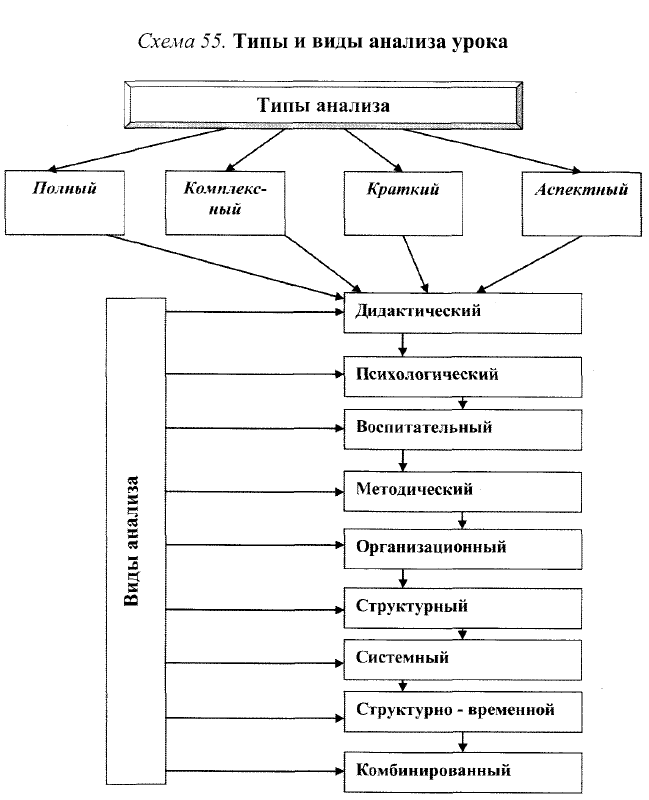 Схема 55. Типы и виды анализа урока
Типы анализа
Полный
Комплекс-
ный
Краткий
Аспектный
Виды анализа
Дидактический
Психологический
Воспитательный
Методический
Организационный
Структурный
Системный
Структурно - временной
Комбинированный